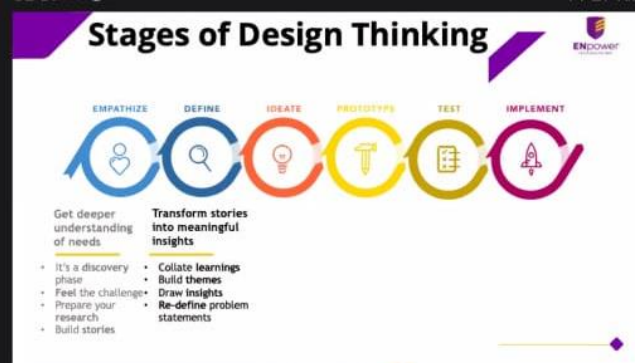 Stages of Design Thinking
ENpower
EMPATHIZE
DEFINE
IDEATE
PROTOTYPE
TEST
IMPLEMENT
Get deeper
understanding
of needs
• It's a discovery
phase
• Feel the challenge
• Prepare your
research
• Build stories
Transform stories
into meaningful
insights
• Collate learnings
• Build themes
• Draw insights
• Re-define problem
statements